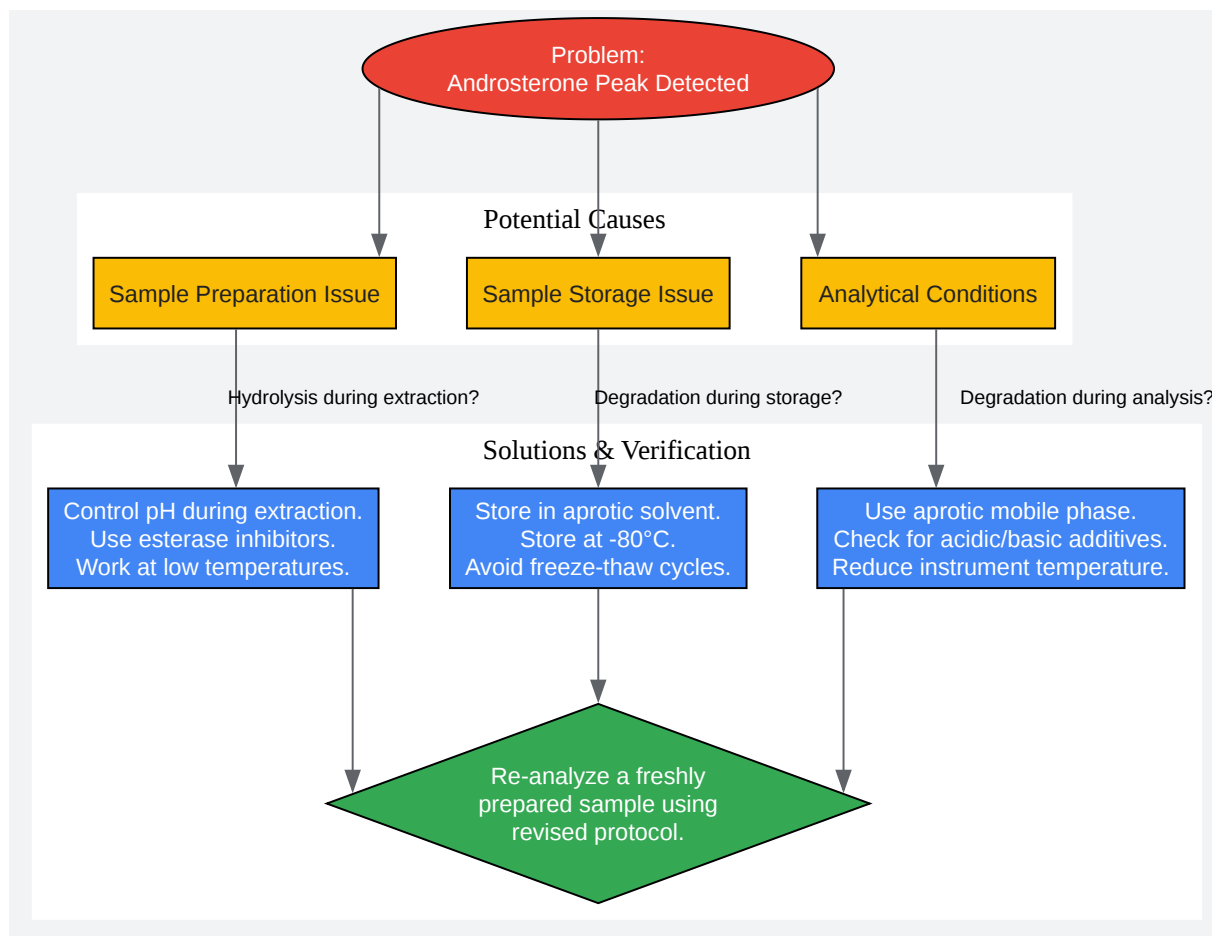 Problem:
Androsterone Peak Detected
Potential Causes
Sample Preparation Issue
Sample Storage Issue
Analytical Conditions
Hydrolysis during extraction?
Degradation during storage?
Degradation during analysis?
Solutions & Verification
Control pH during extraction.
Use esterase inhibitors.
Work at low temperatures.
Store in aprotic solvent.
Store at -80°C.
Avoid freeze-thaw cycles.
Use aprotic mobile phase.
Check for acidic/basic additives.
Reduce instrument temperature.
Re-analyze a freshly
prepared sample using
revised protocol.